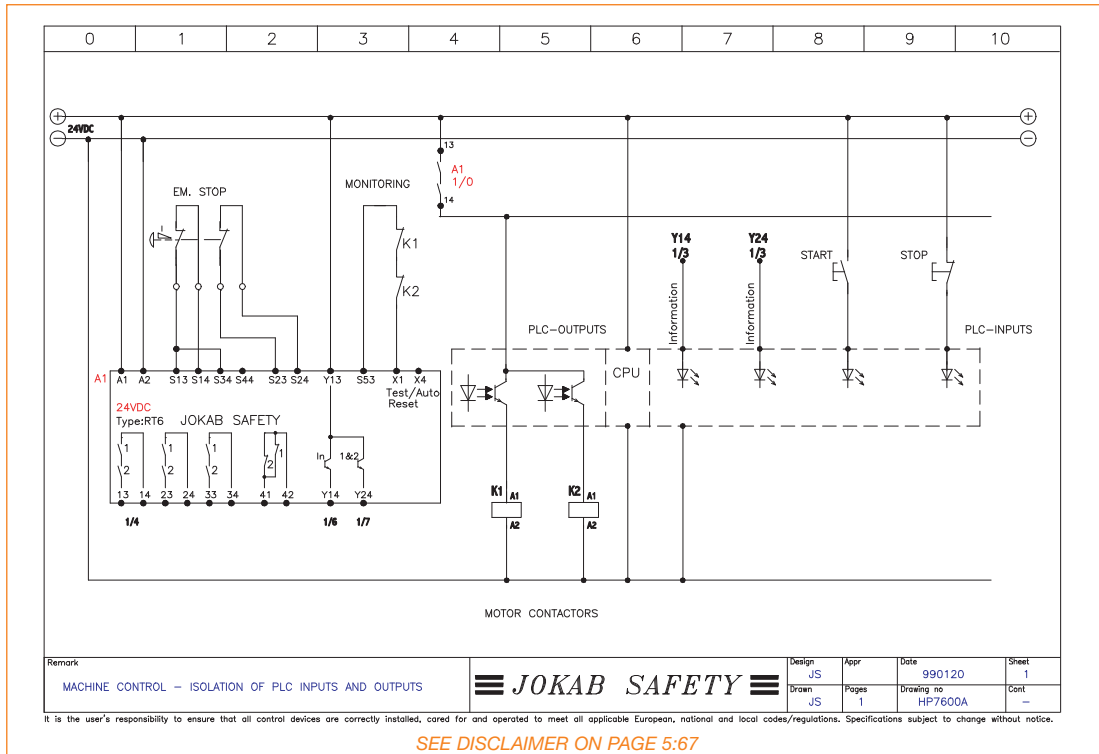 0 1 2 3 4 5 6 7 8 9 10
24VDC
13
A1
1/0
14
EM. STOP
MONITORING
K1
K2
Y14
1/3
Y24
1/3
START
STOP
Information
Information
PLC-OUTPUTS
PLC-INPUTS
CPU
A1
A1 A2 S13 S14 S34 S44 S23 S24 Y13 S53 X1 X4
Test/Auto
Reset
24VDC
Type:RT6 JOKAB SAFETY
1 1 1 1
2 2 2 2
In 1&2
13 14 23 24 33 34 41 42 Y14 Y24
1/4 1/6 1/7
K1 A1
A2
K2 A1
A2
MOTOR CONTACTORS
Remark
MACHINE CONTROL - ISOLATION OF PLC INPUTS AND OUTPUTS
JOKAB SAFETY
Design Appr Date Sheet
JS 990120 1
Drawn Pages Drawing no Cont
JS 1 HP7600A -
It is the user's responsibility to ensure that all control devices are correctly installed, cared for and operated to meet all applicable European, national and local codes/regulations. Specifications subject to change without notice.
SEE DISCLAIMER ON PAGE 5:67